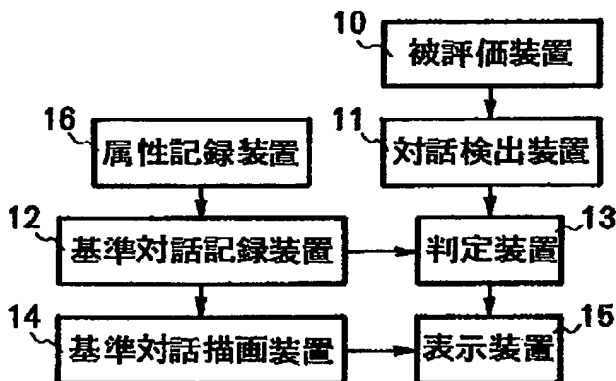 10
被評価装置
16
属性記録装置
11
対話検出装置
12
基準対話記録装置
13
判定装置
14
基準対話描画装置
15
表示装置